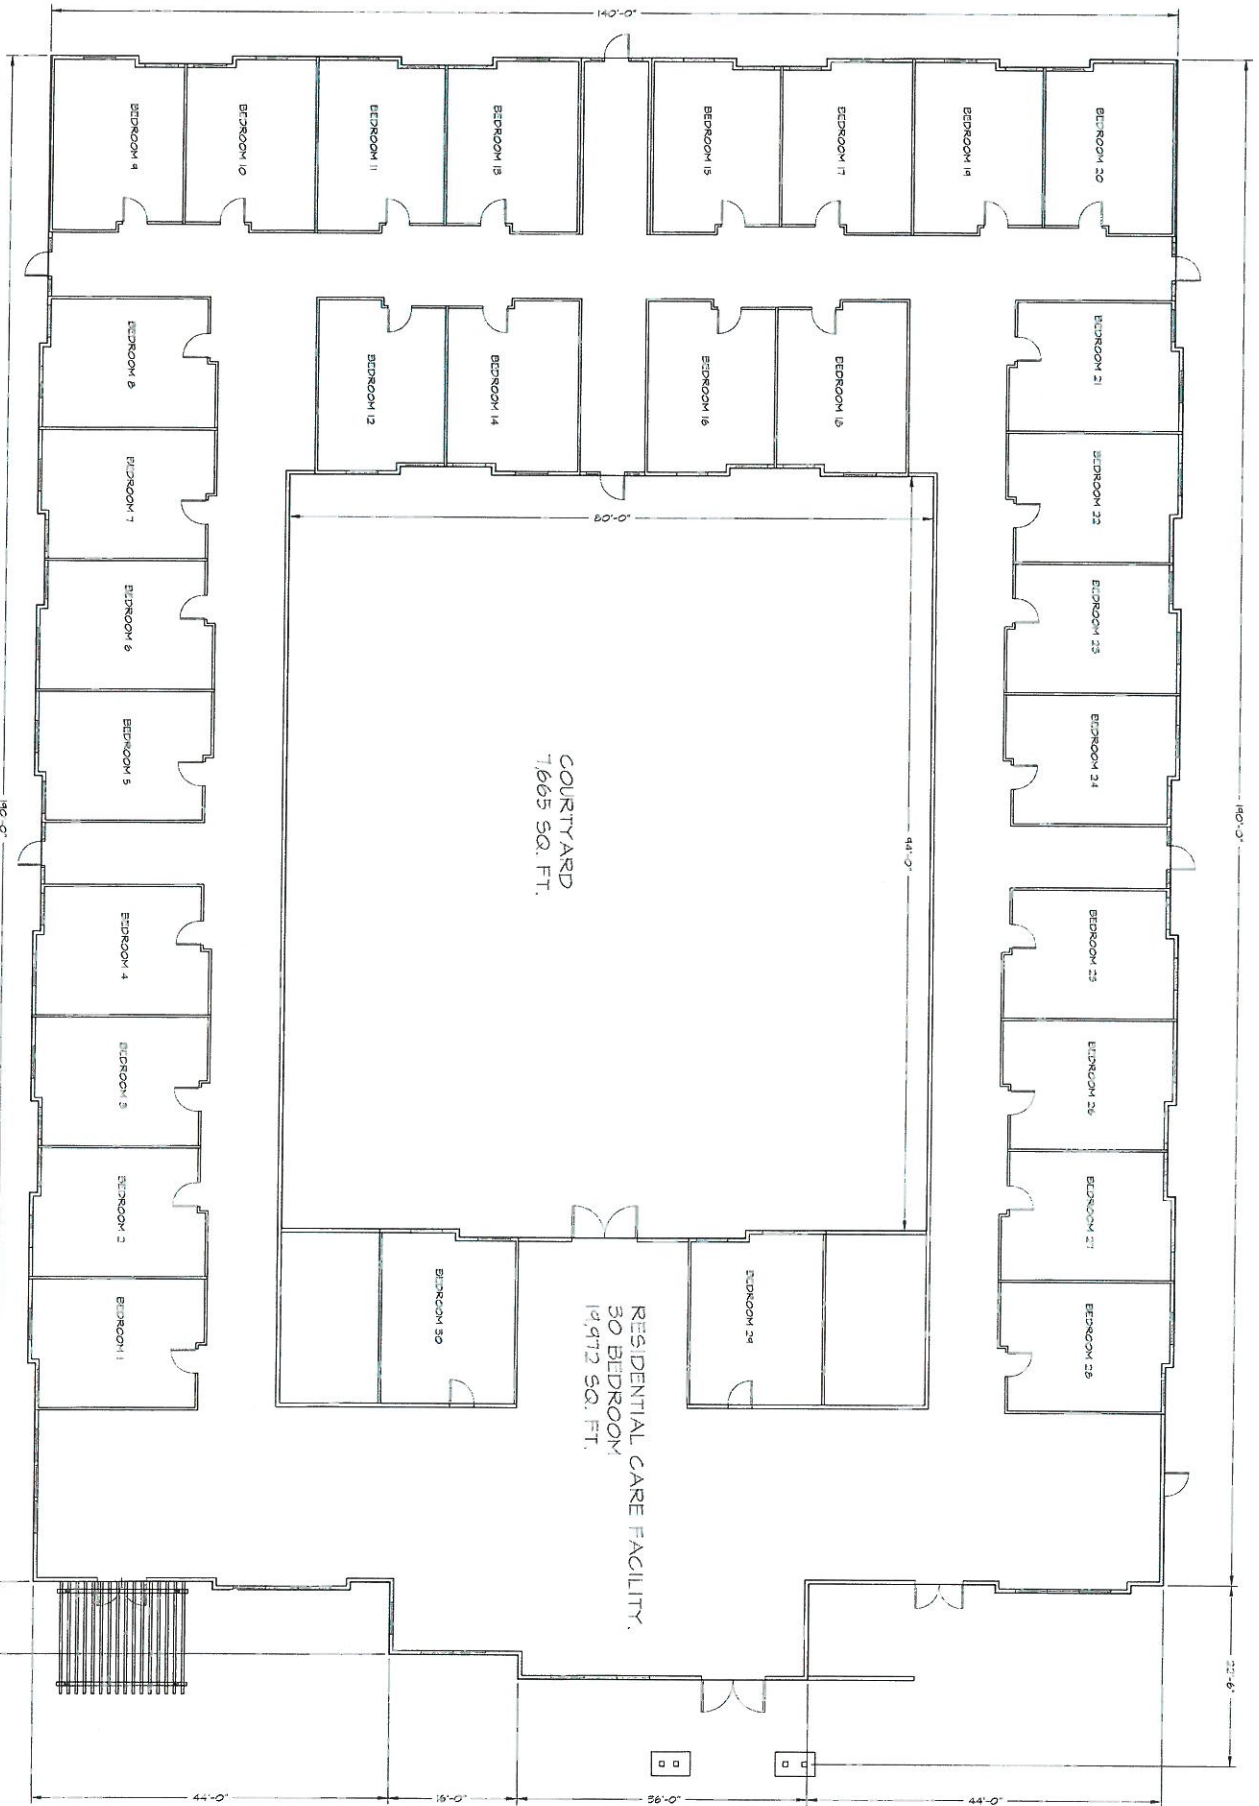 140'-0"
190'-0"
190'-0"
BEDROOM 9
BEDROOM 10
BEDROOM 11
BEDROOM 13
BEDROOM 15
BEDROOM 17
BEDROOM 19
BEDROOM 20
BEDROOM 8
BEDROOM 12
BEDROOM 14
BEDROOM 16
BEDROOM 18
BEDROOM 21
BEDROOM 7
BEDROOM 22
80'-0"
BEDROOM 6
BEDROOM 23
BEDROOM 5
BEDROOM 24
COURTYARD
7,665 SQ. FT.
94'-0"
BEDROOM 4
BEDROOM 25
BEDROOM 3
BEDROOM 26
BEDROOM 2
BEDROOM 27
BEDROOM 1
BEDROOM 30
BEDROOM 29
BEDROOM 28
RESIDENTIAL CARE FACILITY.
30 BEDROOM
19,972 SQ. FT.
22'-6"
44'-0"
16'-0"
36'-0"
44'-0"